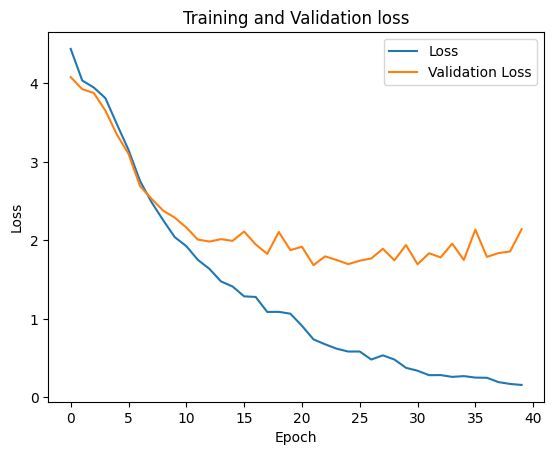 Training and Validation loss
Loss
Validation Loss
Loss
4
3
2
1
0
0 5 10 15 20 25 30 35 40
Epoch